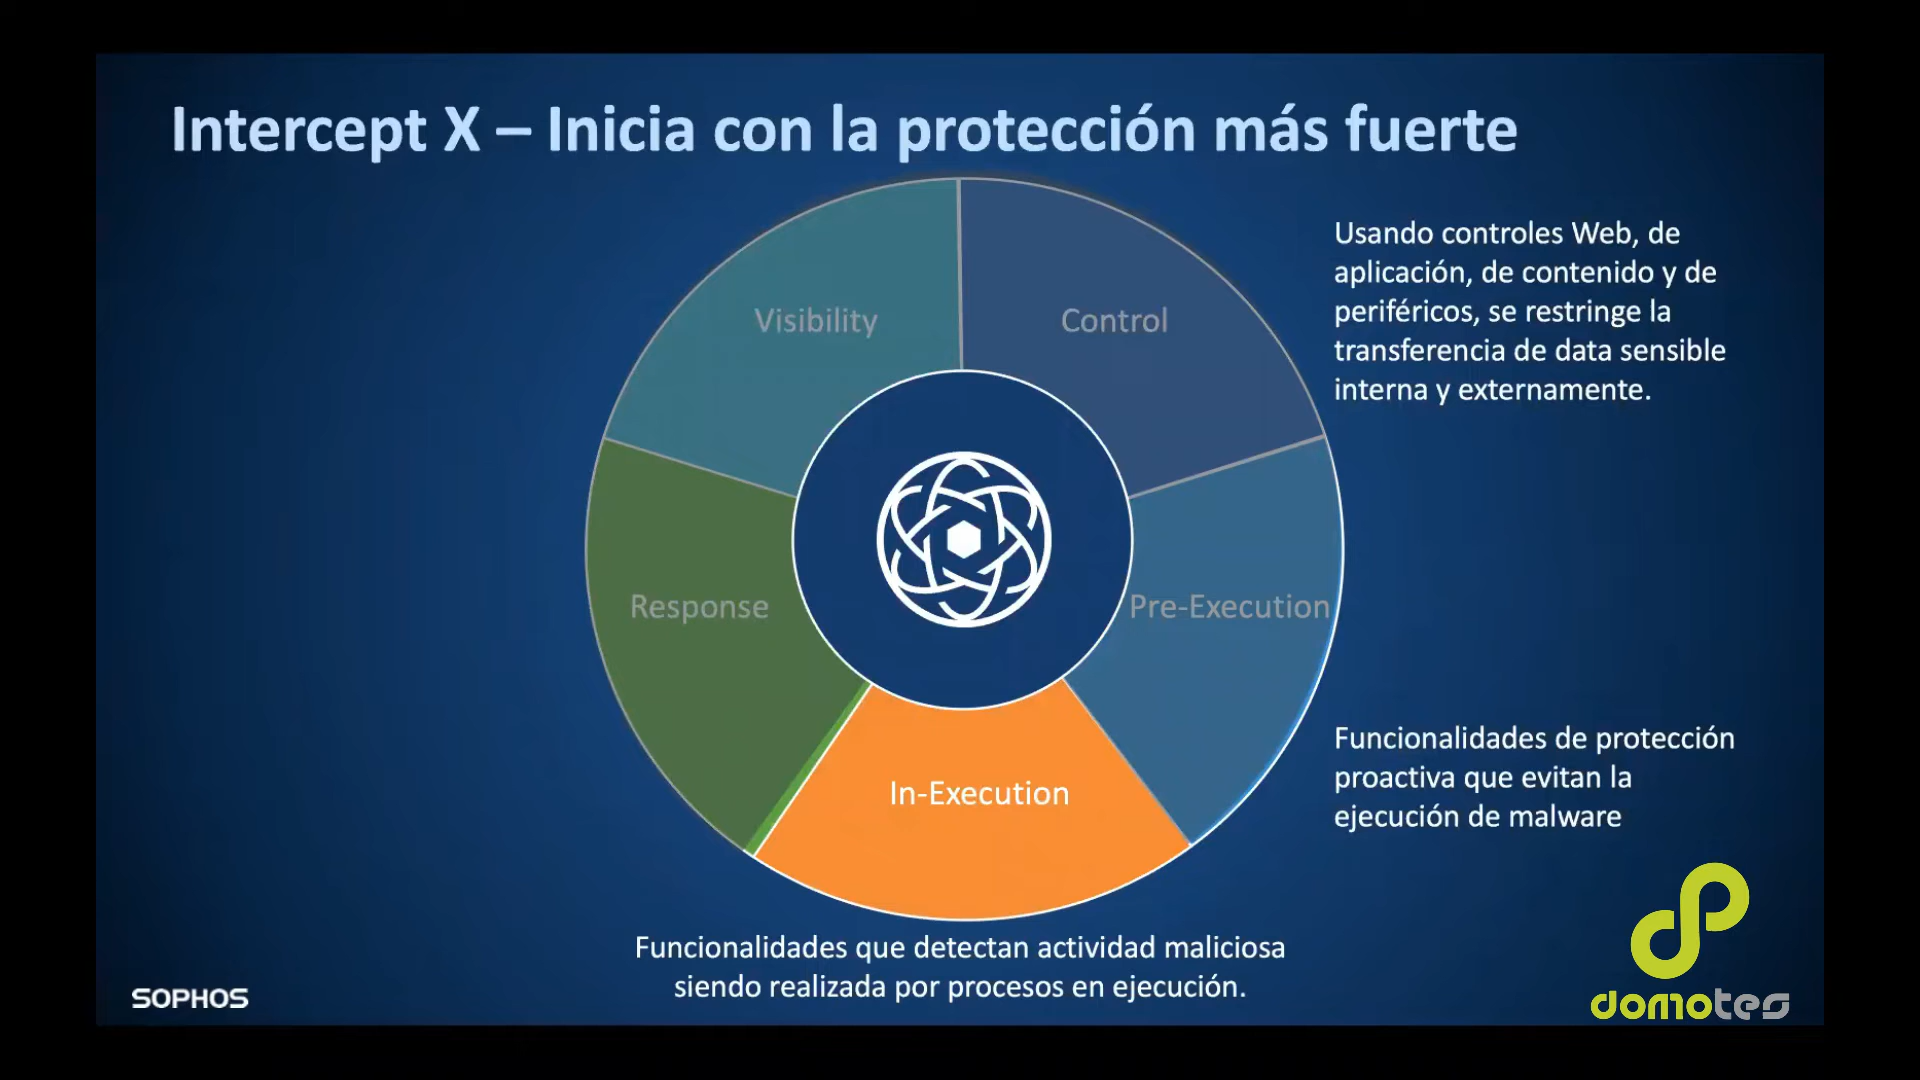 Intercept X – Inicia con la protección más fuerte
Visibility
Control
Usando controles Web, de
aplicación, de contenido y de
periféricos, se restringe la
transferencia de data sensible
interna y externamente.
Response
Pre-Execution
In-Execution
Funcionalidades de protección
proactiva que evitan la
ejecución de malware
Funcionalidades que detectan actividad maliciosa
siendo realizada por procesos en ejecución.
SOPHOS
domotes